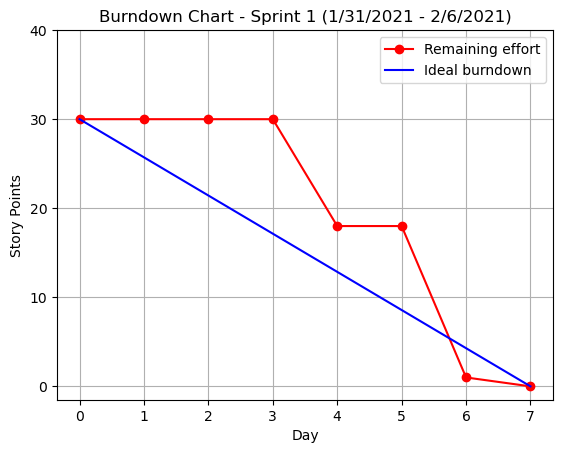 Burndown Chart - Sprint 1 (1/31/2021 - 2/6/2021)
Remaining effort
Ideal burndown
40
30
20
10
0
Story Points
0 1 2 3 4 5 6 7
Day